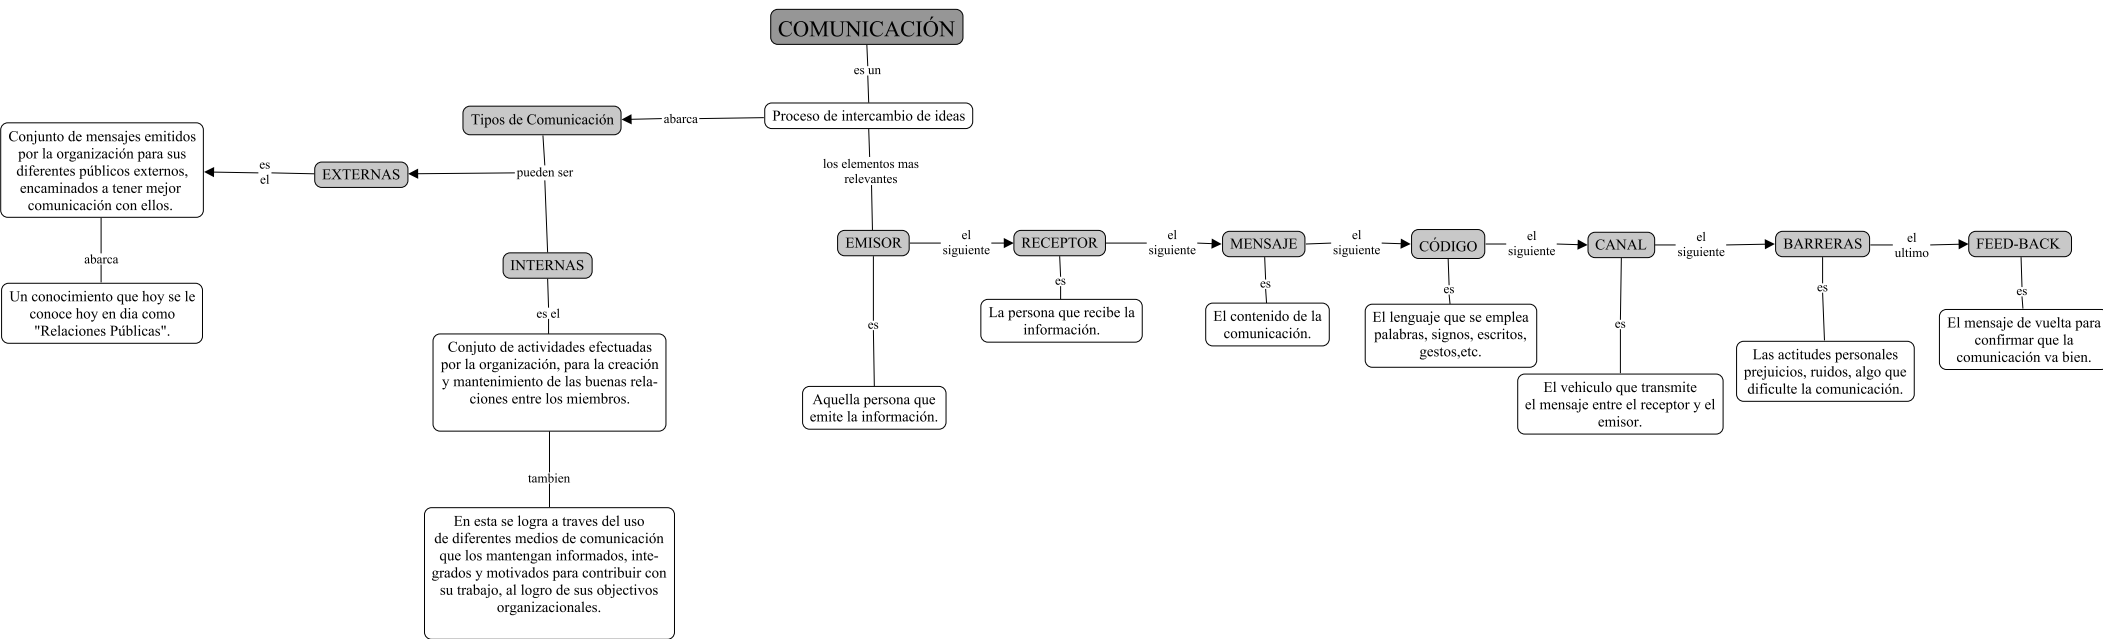 COMUNICACIÓN
es un
Proceso de intercambio de ideas
abarca
Tipos de Comunicación
pueden ser
EXTERNAS
es
el
Conjunto de mensajes emitidos
por la organización para sus
diferentes públicos externos,
encaminados a tener mejor
comunicación con ellos.
abarca
Un conocimiento que hoy se le
conoce hoy en dia como
"Relaciones Públicas".
INTERNAS
es el
Conjuto de actividades efectuadas
por la organización, para la creación
y mantenimiento de las buenas rela-
ciones entre los miembros.
tambien
En esta se logra a traves del uso
de diferentes medios de comunicación
que los mantengan informados, inte-
grados y motivados para contribuir con
su trabajo, al logro de sus objectivos
organizacionales.
los elementos mas
relevantes
EMISOR
es
Aquella persona que
emite la información.
el
siguiente
RECEPTOR
es
La persona que recibe la
información.
el
siguiente
MENSAJE
es
El contenido de la
comunicación.
el
siguiente
CÓDIGO
es
El lenguaje que se emplea
palabras, signos, escritos,
gestos,etc.
el
siguiente
CANAL
es
El vehiculo que transmite
el mensaje entre el receptor y el
emisor.
el
siguiente
BARRERAS
es
Las actitudes personales
prejuicios, ruidos, algo que
dificulte la comunicación.
el
ultimo
FEED-BACK
es
El mensaje de vuelta para
confirmar que la
comunicación va bien.